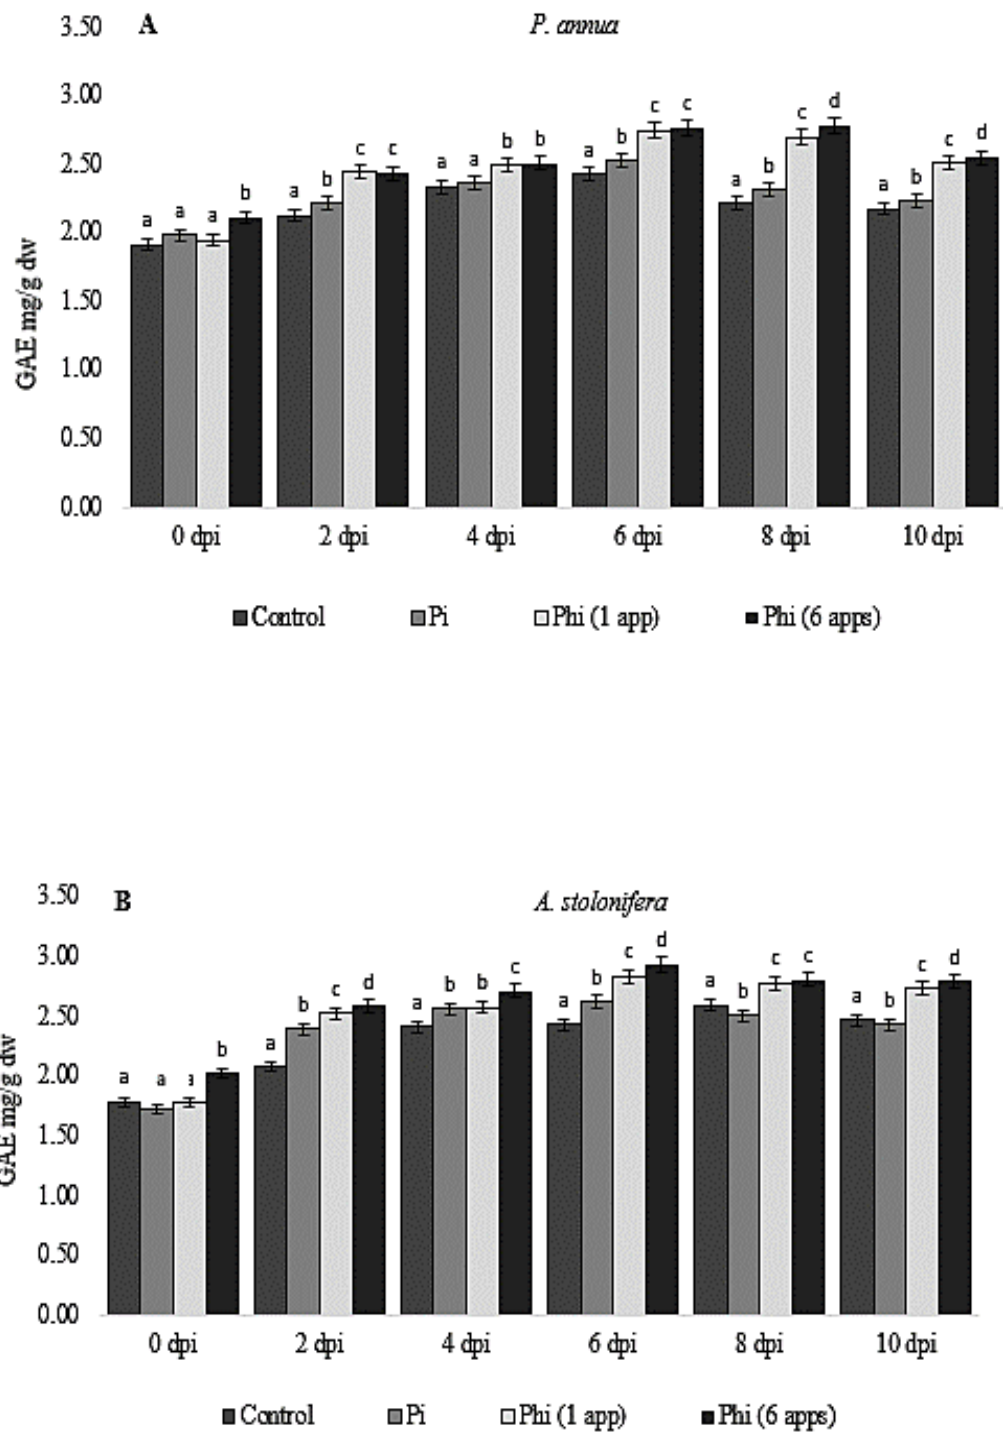 3.50 A P. annua
3.00
2.50
2.00
1.50
1.00
0.50
0.00
GAE mg/g dw
a a a b a b c c a a b b a b c c a b c d a b c d
0 dpi 2 dpi 4 dpi 6 dpi 8 dpi 10 dpi
Control Pi Phi (1 app) Phi (6 apps)
3.50 B A. stolonifera
3.00
2.50
2.00
1.50
1.00
0.50
0.00
GAE mg/g dw
a a a b a b c d a b b c a b c d a b c c a b c d
0 dpi 2 dpi 4 dpi 6 dpi 8 dpi 10 dpi
Control Pi Phi (1 app) Phi (6 apps)